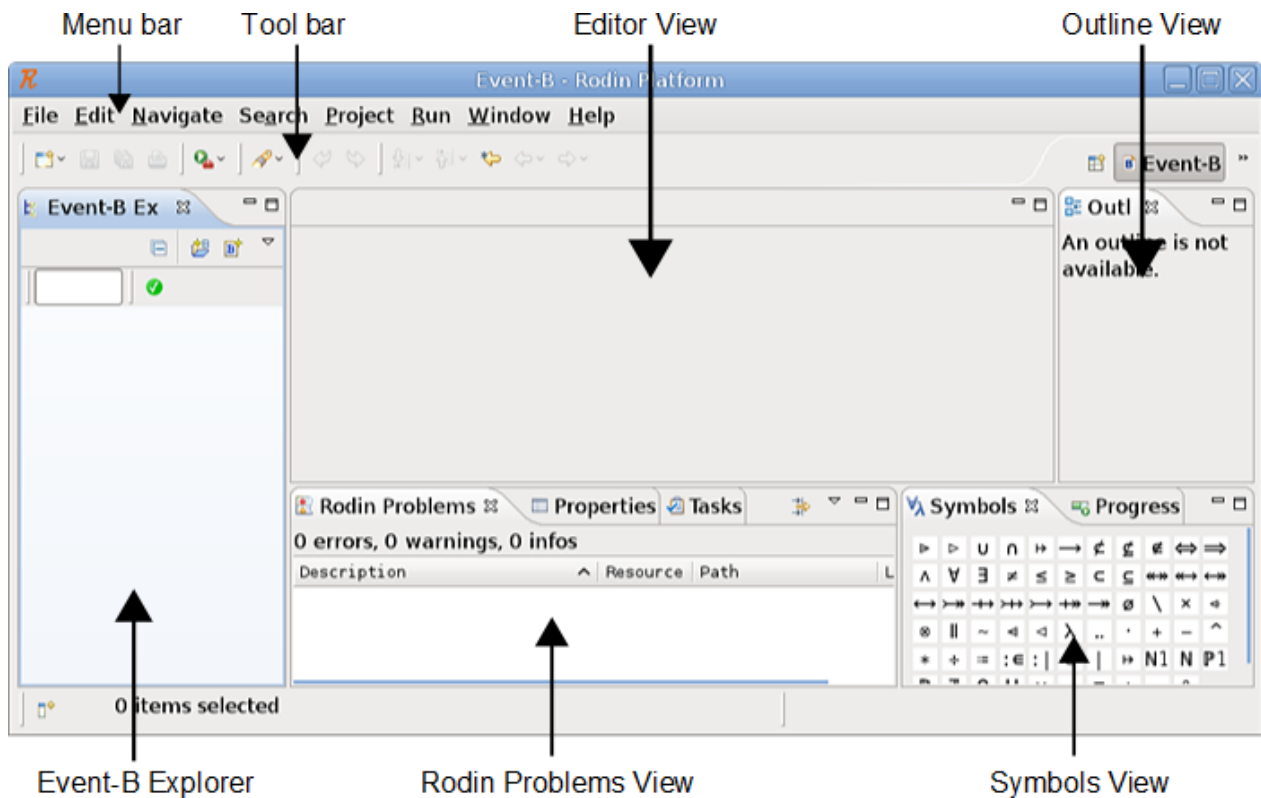 Menu bar Tool bar Editor View Outline View
Event-B - Rodin Platform
File Edit Navigate Search Project Run Window Help
Event-B »
Event-B Ex Outl
An outline is not
available.
Rodin Problems Properties Tasks Symbols Progress
0 errors, 0 warnings, 0 infos
Description Resource Path L
∧ ∀ ∃ ≠ ≤ ≥ ⊂ ⊆
* ÷ ≔ :∈ :∣ ∣ ↦ N1 N P1
0 items selected
Event-B Explorer Rodin Problems View Symbols View